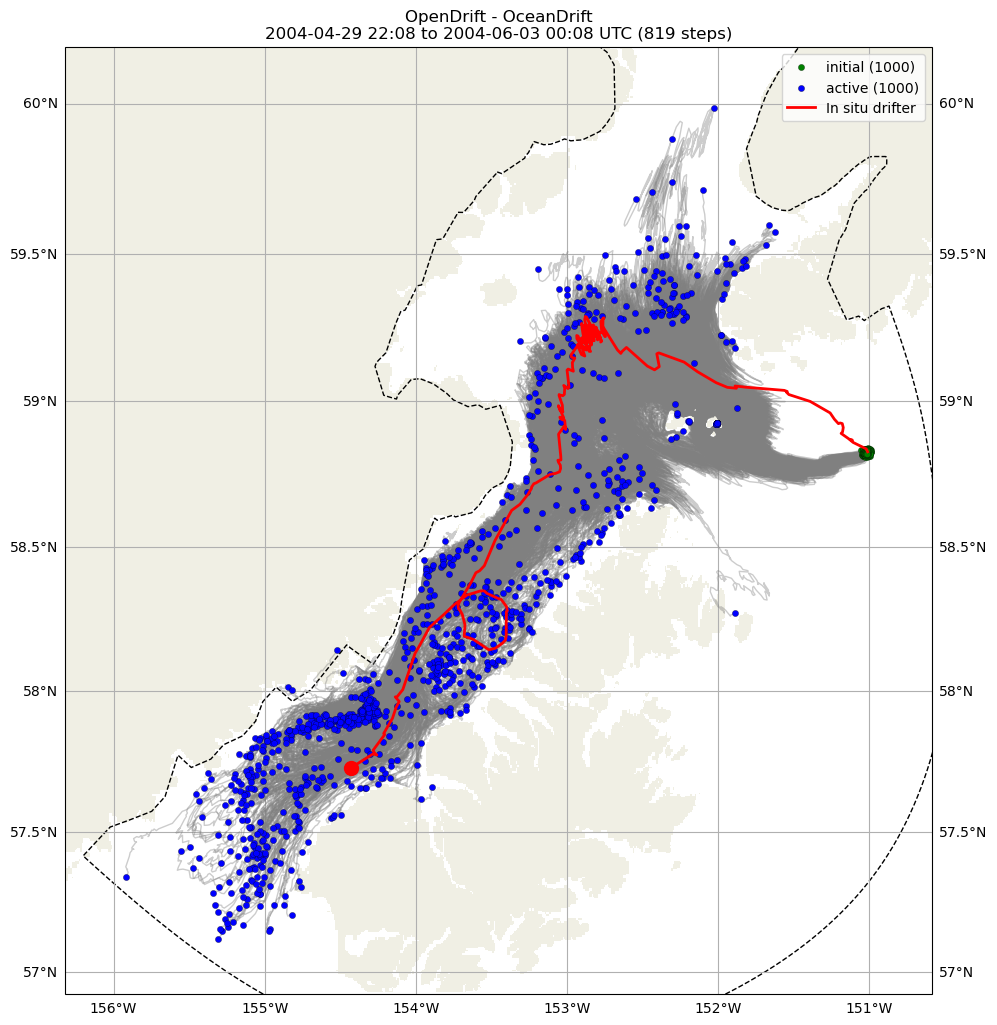 OpenDrift - OceanDrift
2004-04-29 22:08 to 2004-06-03 00:08 UTC (819 steps)
initial (1000)
active (1000)
In situ drifter
60°N
60°N
59.5°N
59.5°N
59°N
59°N
58.5°N
58.5°N
58°N
58°N
57.5°N
57.5°N
57°N
57°N
156°W
155°W
154°W
153°W
152°W
151°W